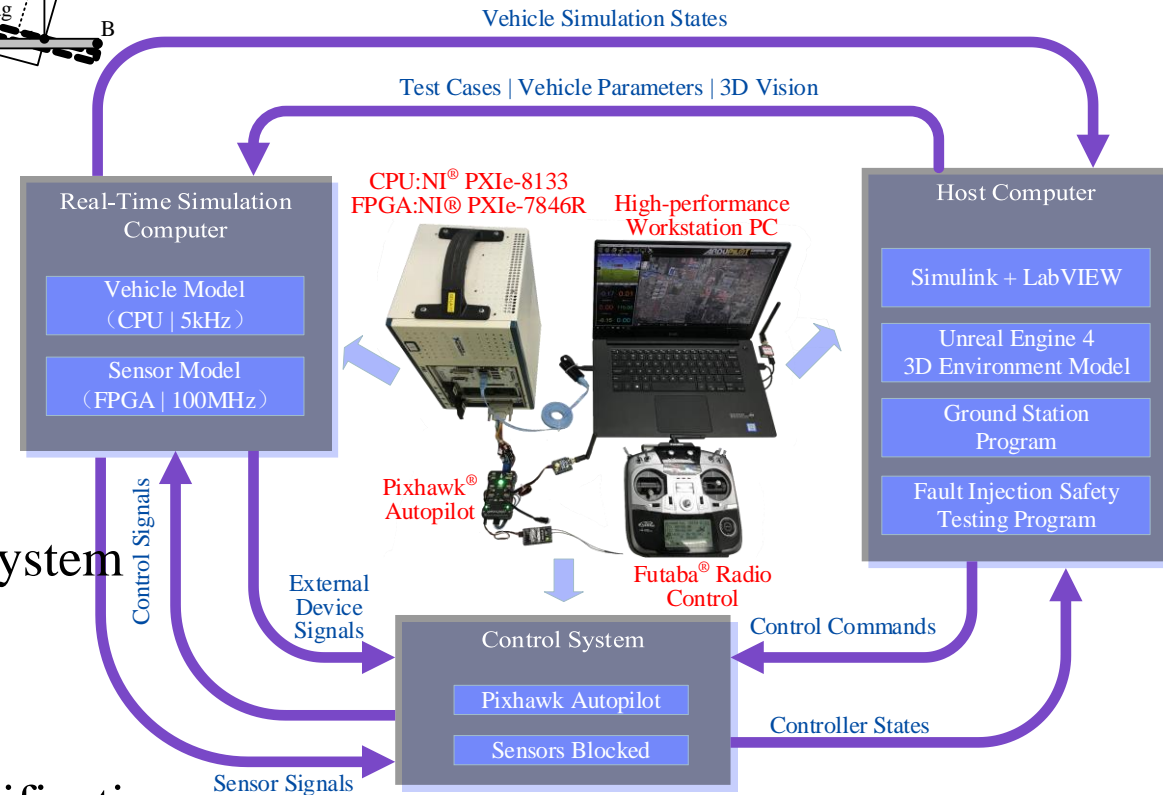 g
B
Vehicle Simulation States
Test Cases | Vehicle Parameters | 3D Vision
Real-Time Simulation
Computer
Vehicle Model
（CPU | 5kHz）
Sensor Model
（FPGA | 100MHz）
CPU:NI® PXIe-8133
FPGA:NI® PXIe-7846R
High-performance
Workstation PC
Host Computer
Simulink + LabVIEW
Unreal Engine 4
3D Environment Model
Ground Station
Program
Fault Injection Safety
Testing Program
Pixhawk®
Autopilot
Futaba® Radio
Control
ystem
Control Signals
External
Device
Signals
Control System
Pixhawk Autopilot
Sensors Blocked
Control Commands
Controller States
Sensor Signals